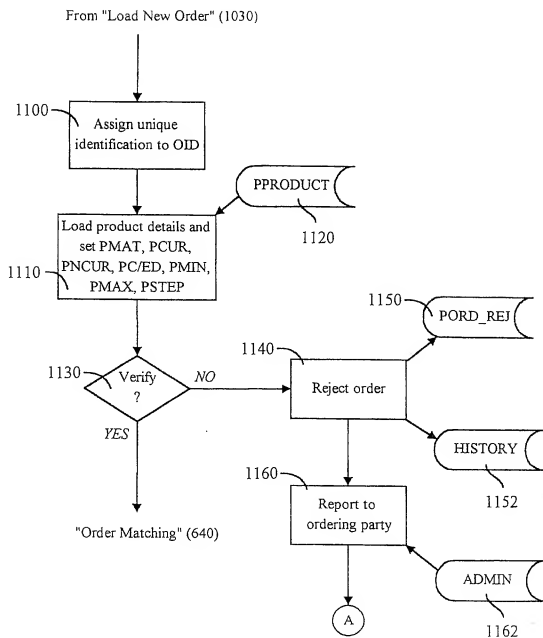 From "Load New Order" (1030)
1100
Assign unique
identification to OID
PPRODUCT
1120
Load product details and
set PMAT, PCUR,
PNCUR, PC/ED, PMIN,
PMAX, PSTEP
1110
1150
PORD_REJ
1130
Verify
?
NO
YES
1140
Reject order
HISTORY
1152
1160
Report to
ordering party
"Order Matching" (640)
ADMIN
1162
A